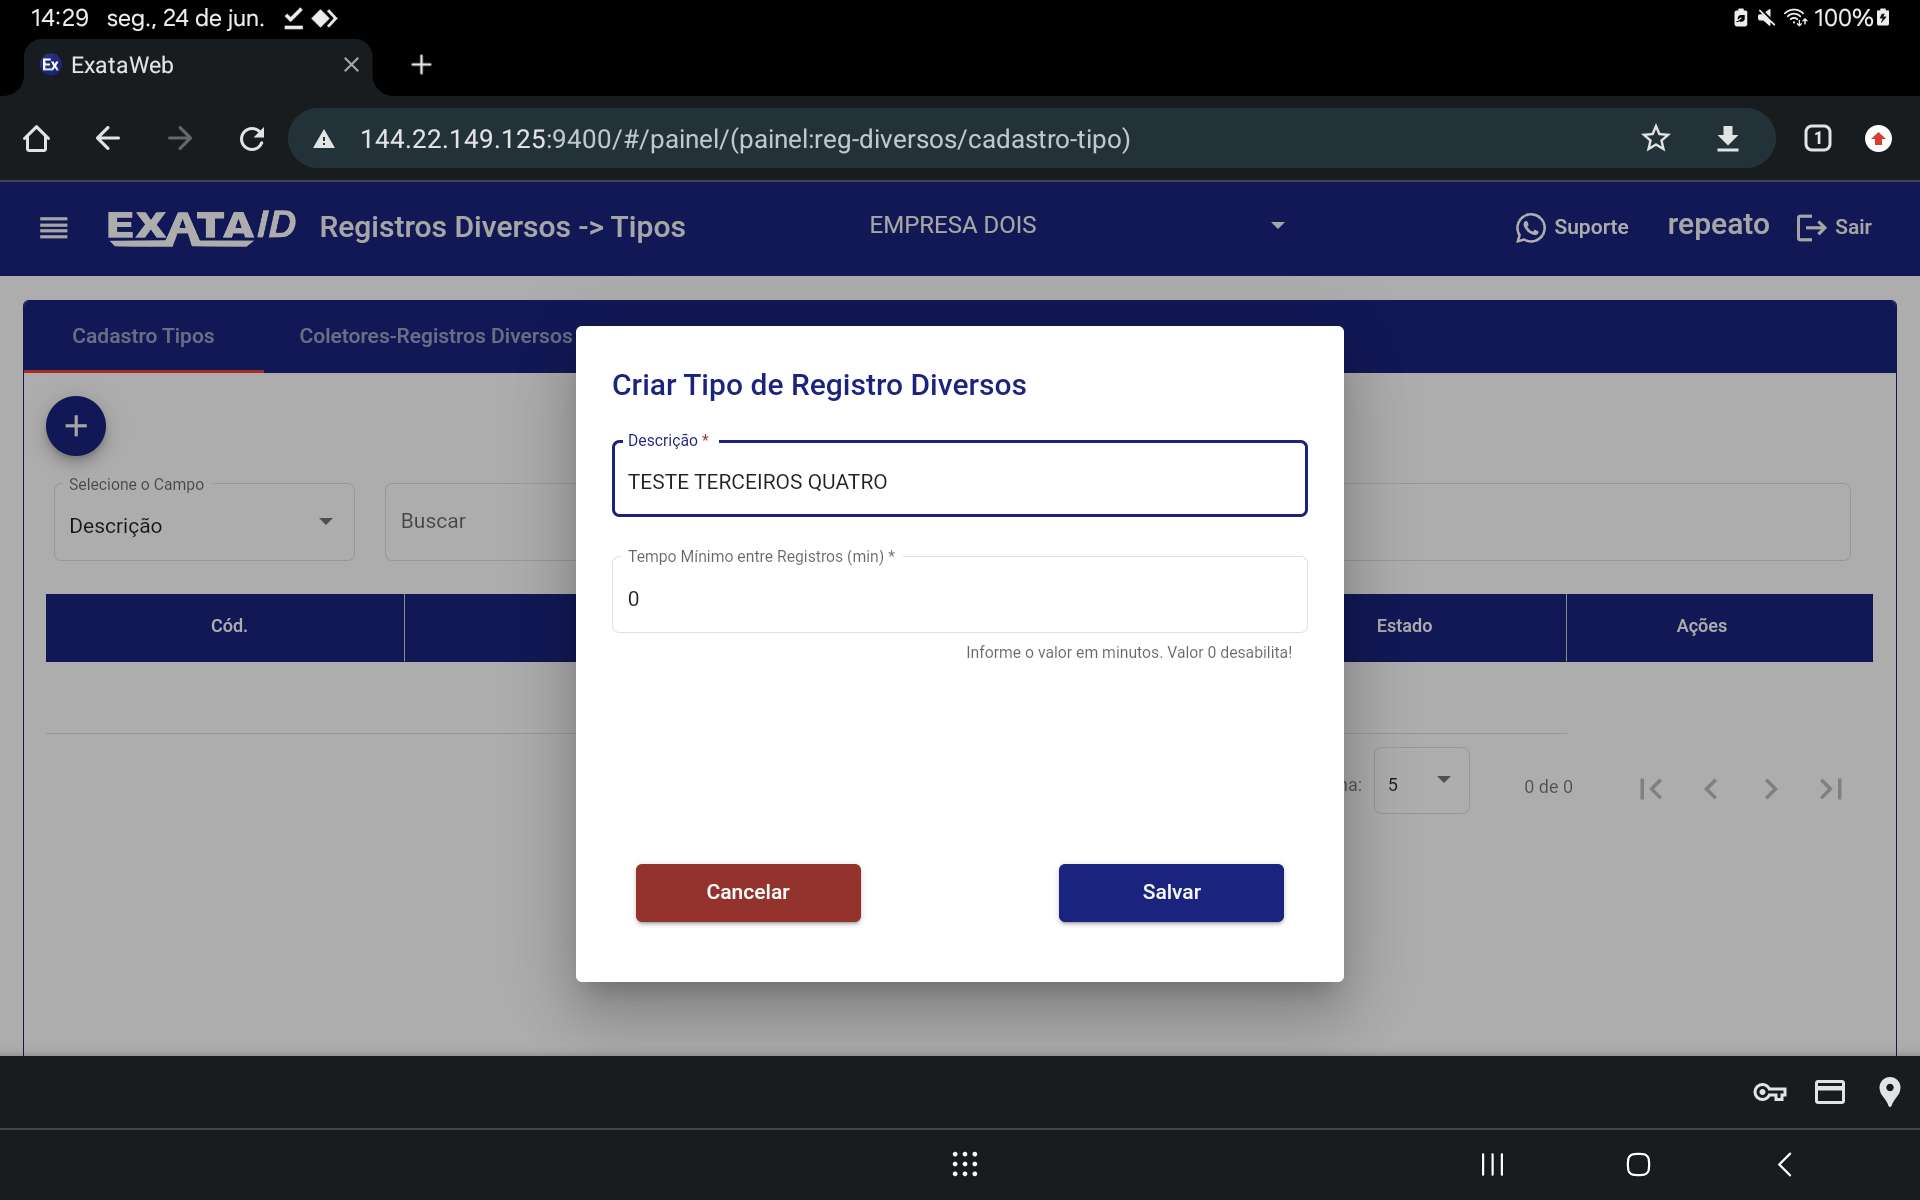 14:29 seg., 24 de jun. 100%
Ex ExataWeb
144.22.149.125:9400/#/painel/(painel:reg-diversos/cadastro-tipo) 1
EXATAID Registros Diversos -> Tipos EMPRESA DOIS Suporte repeato Sair
Cadastro Tipos Coletores-Registros Diversos
Criar Tipo de Registro Diversos
Descrição *
TESTE TERCEIROS QUATRO
Selecione o Campo
Descrição
Buscar
Tempo Mínimo entre Registros (min) *
0
Informe o valor em minutos. Valor 0 desabilita!
Cód. Estado Ações
5 0 de 0
Cancelar Salvar